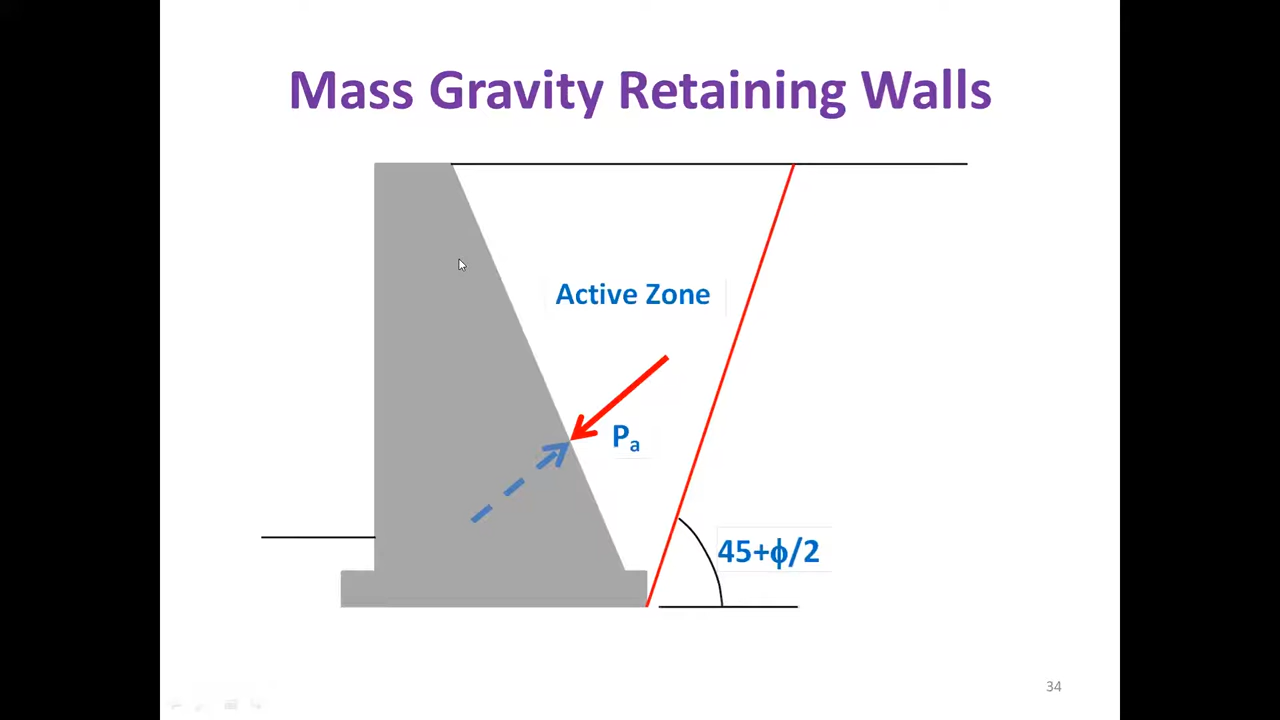 Mass Gravity Retaining Walls
Active Zone
Pa
45+ϕ/2
34